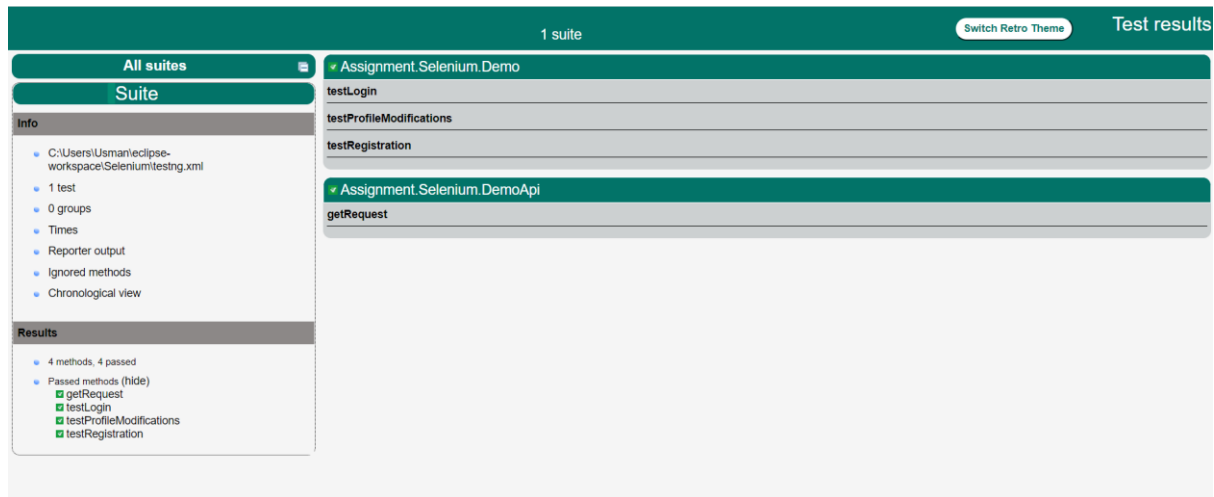 1 suite
Switch Retro Theme
Test results
All suites
Suite
Info
C:\Users\Usman\eclipse-
workspace\Selenium\testng.xml
1 test
0 groups
Times
Reporter output
Ignored methods
Chronological view
Results
4 methods, 4 passed
Passed methods (hide)
getRequest
testLogin
testProfileModifications
testRegistration
Assignment.Selenium.Demo
testLogin
testProfileModifications
testRegistration
Assignment.Selenium.DemoApi
getRequest